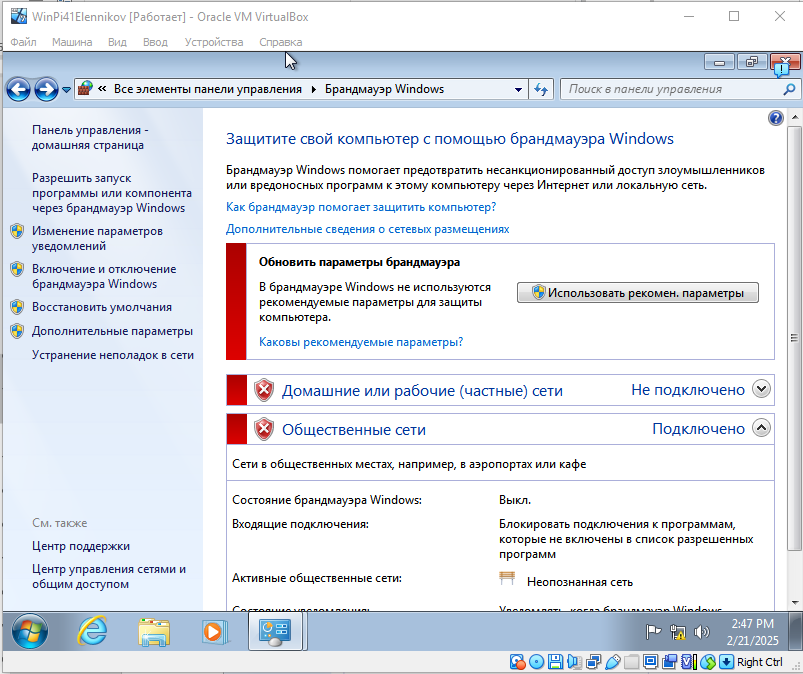 WinPi41Elennikov [Работает] - Oracle VM VirtualBox
Файл Машина Вид Ввод Устройства Справка
« Все элементы панели управления Брандмауэр Windows
Поиск в панели управления
Панель управления -
домашняя страница
Разрешить запуск
программы или компонента
через брандмауэр Windows
Изменение параметров
уведомлений
Включение и отключение
брандмауэра Windows
Восстановить умолчания
Дополнительные параметры
Устранение неполадок в сети
См. также
Центр поддержки
Центр управления сетями и
общим доступом
Защитите свой компьютер с помощью брандмауэра Windows
Брандмауэр Windows помогает предотвратить несанкционированный доступ злоумышленников
или вредоносных программ к этому компьютеру через Интернет или локальную сеть.
Как брандмауэр помогает защитить компьютер?
Дополнительные сведения о сетевых размещениях
Обновить параметры брандмауэра
В брандмауэре Windows не используются
рекомендуемые параметры для защиты
компьютера.
Использовать рекомен. параметры
Каковы рекомендуемые параметры?
Домашние или рабочие (частные) сети Не подключено
Общественные сети Подключено
Сети в общественных местах, например, в аэропортах или кафе
Состояние брандмауэра Windows: Выкл.
Входящие подключения: Блокировать подключения к программам,
которые не включены в список разрешенных
программ
Активные общественные сети: Неопознанная сеть
Состояние уведомления: Уведомлять, когда брандмауэр Windows
2:47 PM
2/21/2025
Right Ctrl